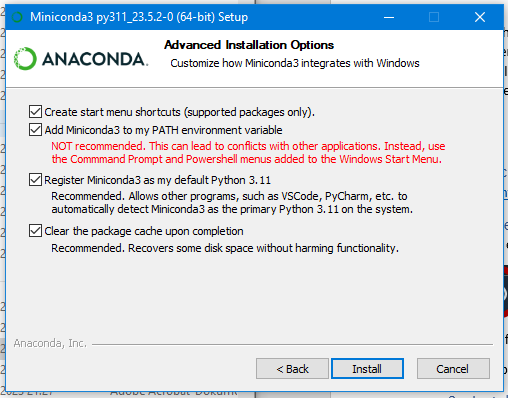 Miniconda3 py311_23.5.2-0 (64-bit) Setup
ANACONDA.
Advanced Installation Options
Customize how Miniconda3 integrates with Windows
Create start menu shortcuts (supported packages only).
Add Miniconda3 to my PATH environment variable
NOT recommended. This can lead to conflicts with other applications. Instead, use
the Commmand Prompt and Powershell menus added to the Windows Start Menu.
Register Miniconda3 as my default Python 3.11
Recommended. Allows other programs, such as VSCode, PyCharm, etc. to
automatically detect Miniconda3 as the primary Python 3.11 on the system.
Clear the package cache upon completion
Recommended. Recovers some disk space without harming functionality.
Anaconda, Inc.
< Back
Install
Cancel